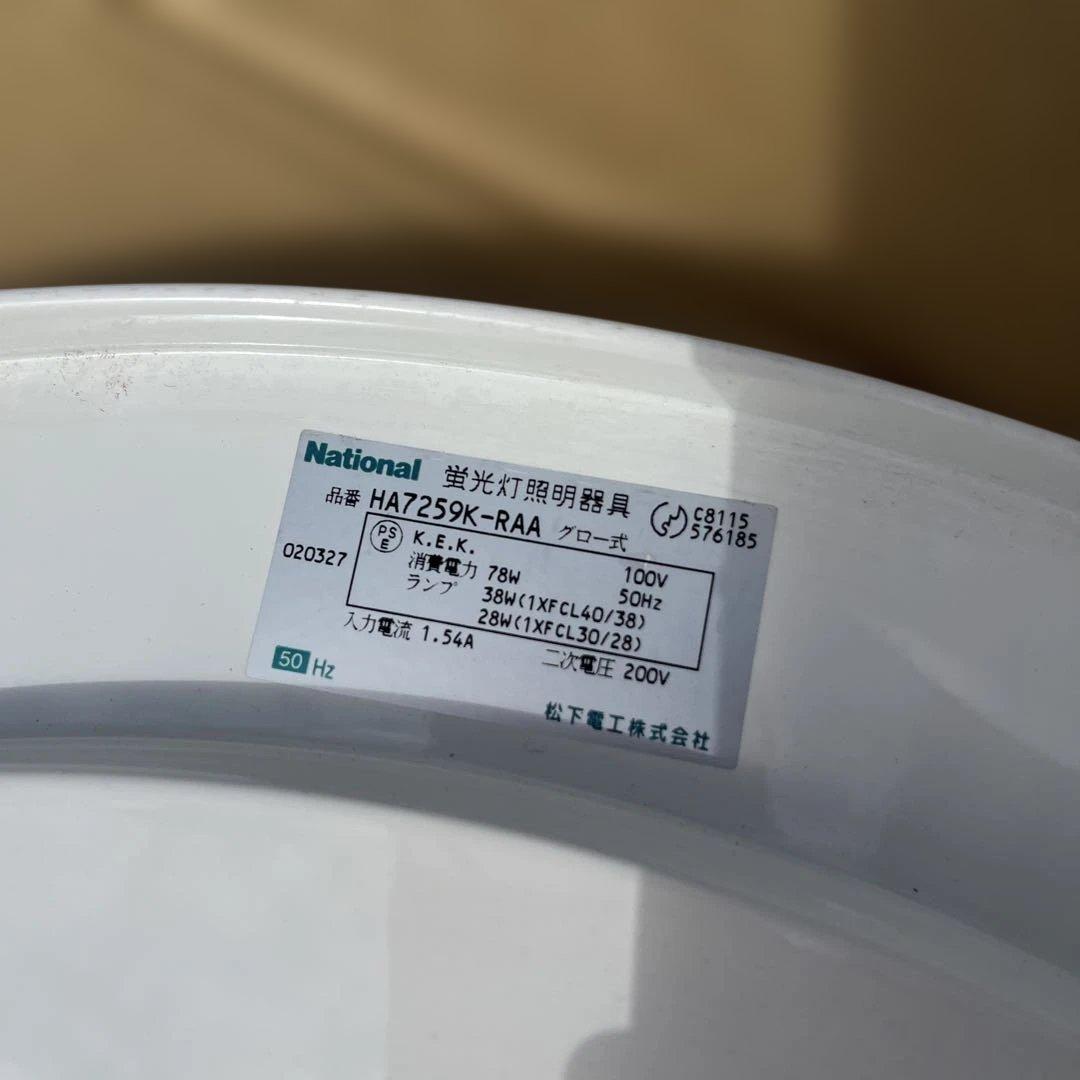 National 蛍光灯照明器具
品番 HA7259K-RAA グロー式 C8115 576185
020327
PS E K.E.K. 100V
消費電力 78W 50Hz
ランプ 38W(1XFCL40/38)
28W(1XFCL30/28)
入力電流 1.54A 二次電圧 200V
50 Hz
松下電工株式会社